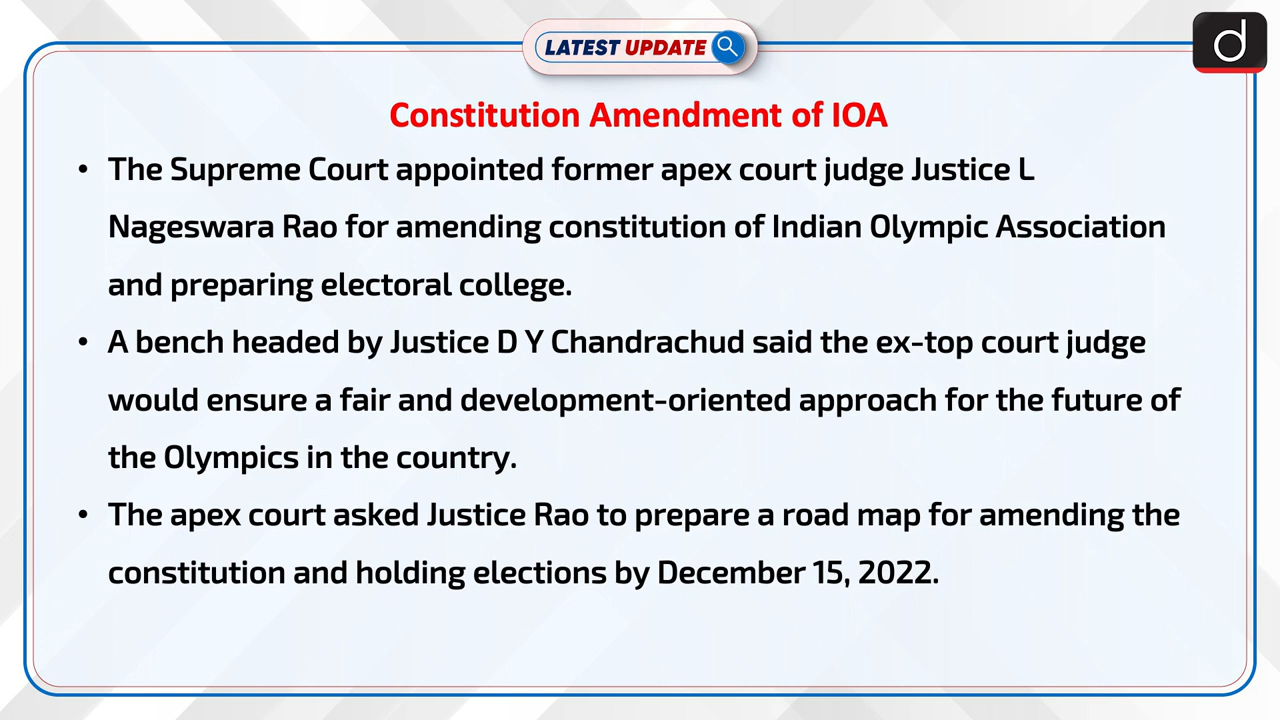 LATEST UPDATE
d
Constitution Amendment of IOA
• The Supreme Court appointed former apex court judge Justice L
Nageswara Rao for amending constitution of Indian Olympic Association
and preparing electoral college.
• A bench headed by Justice D Y Chandrachud said the ex-top court judge
would ensure a fair and development-oriented approach for the future of
the Olympics in the country.
• The apex court asked Justice Rao to prepare a road map for amending the
constitution and holding elections by December 15, 2022.